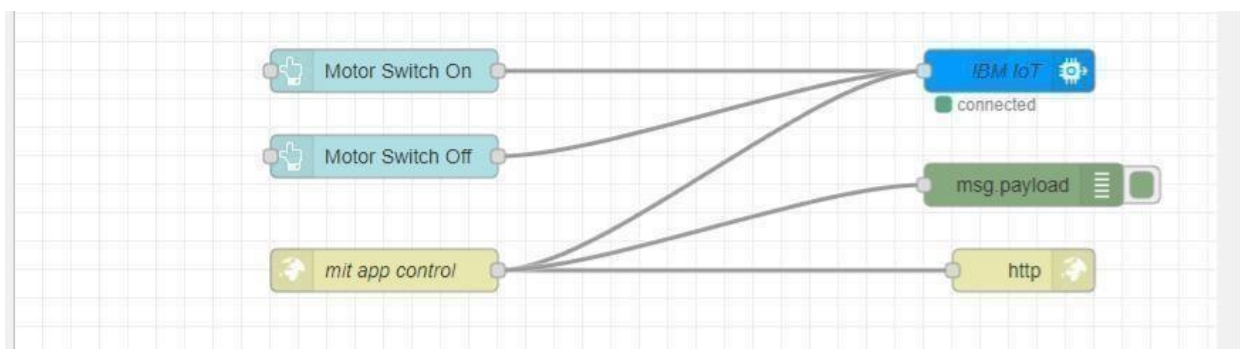 Motor Switch On
IBM IoT
connected
Motor Switch Off
msg.payload
mit app control
http